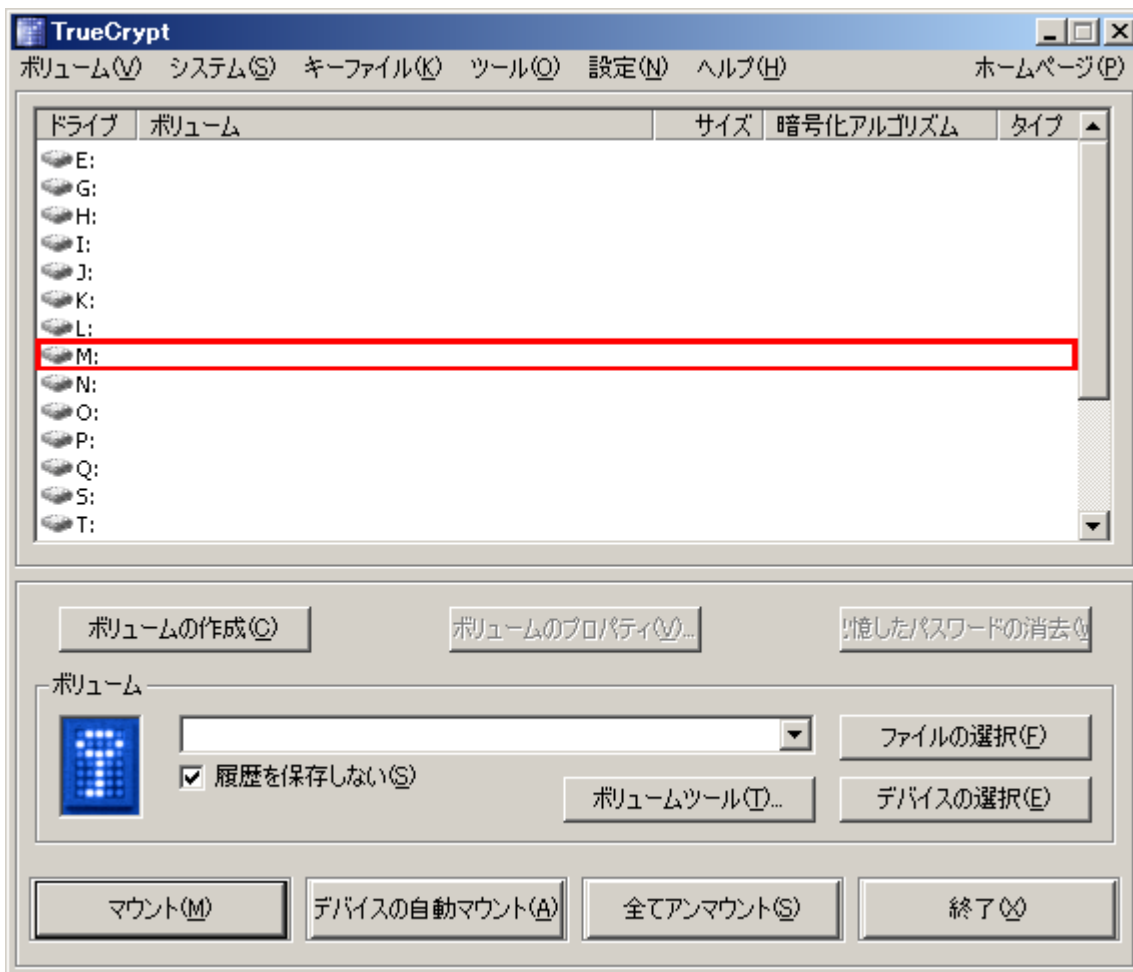 TrueCrypt
ボリューム(V) システム(S) キーファイル(K) ツール(O) 設定(N) ヘルプ(H) ホームページ(P)
ドライブ ボリューム サイズ 暗号化アルゴリズム タイプ
E:
G:
H:
I:
J:
K:
L:
M:
N:
O:
P:
Q:
S:
T:
ボリュームの作成(C) ボリュームのプロパティ(V)... 憶したパスワードの消去(W
ボリューム
ファイルの選択(F)
履歴を保存しない(S)
ボリュームツール(T)... デバイスの選択(E)
マウント(M) デバイスの自動マウント(A) 全てアンマウント(S) 終了(X)